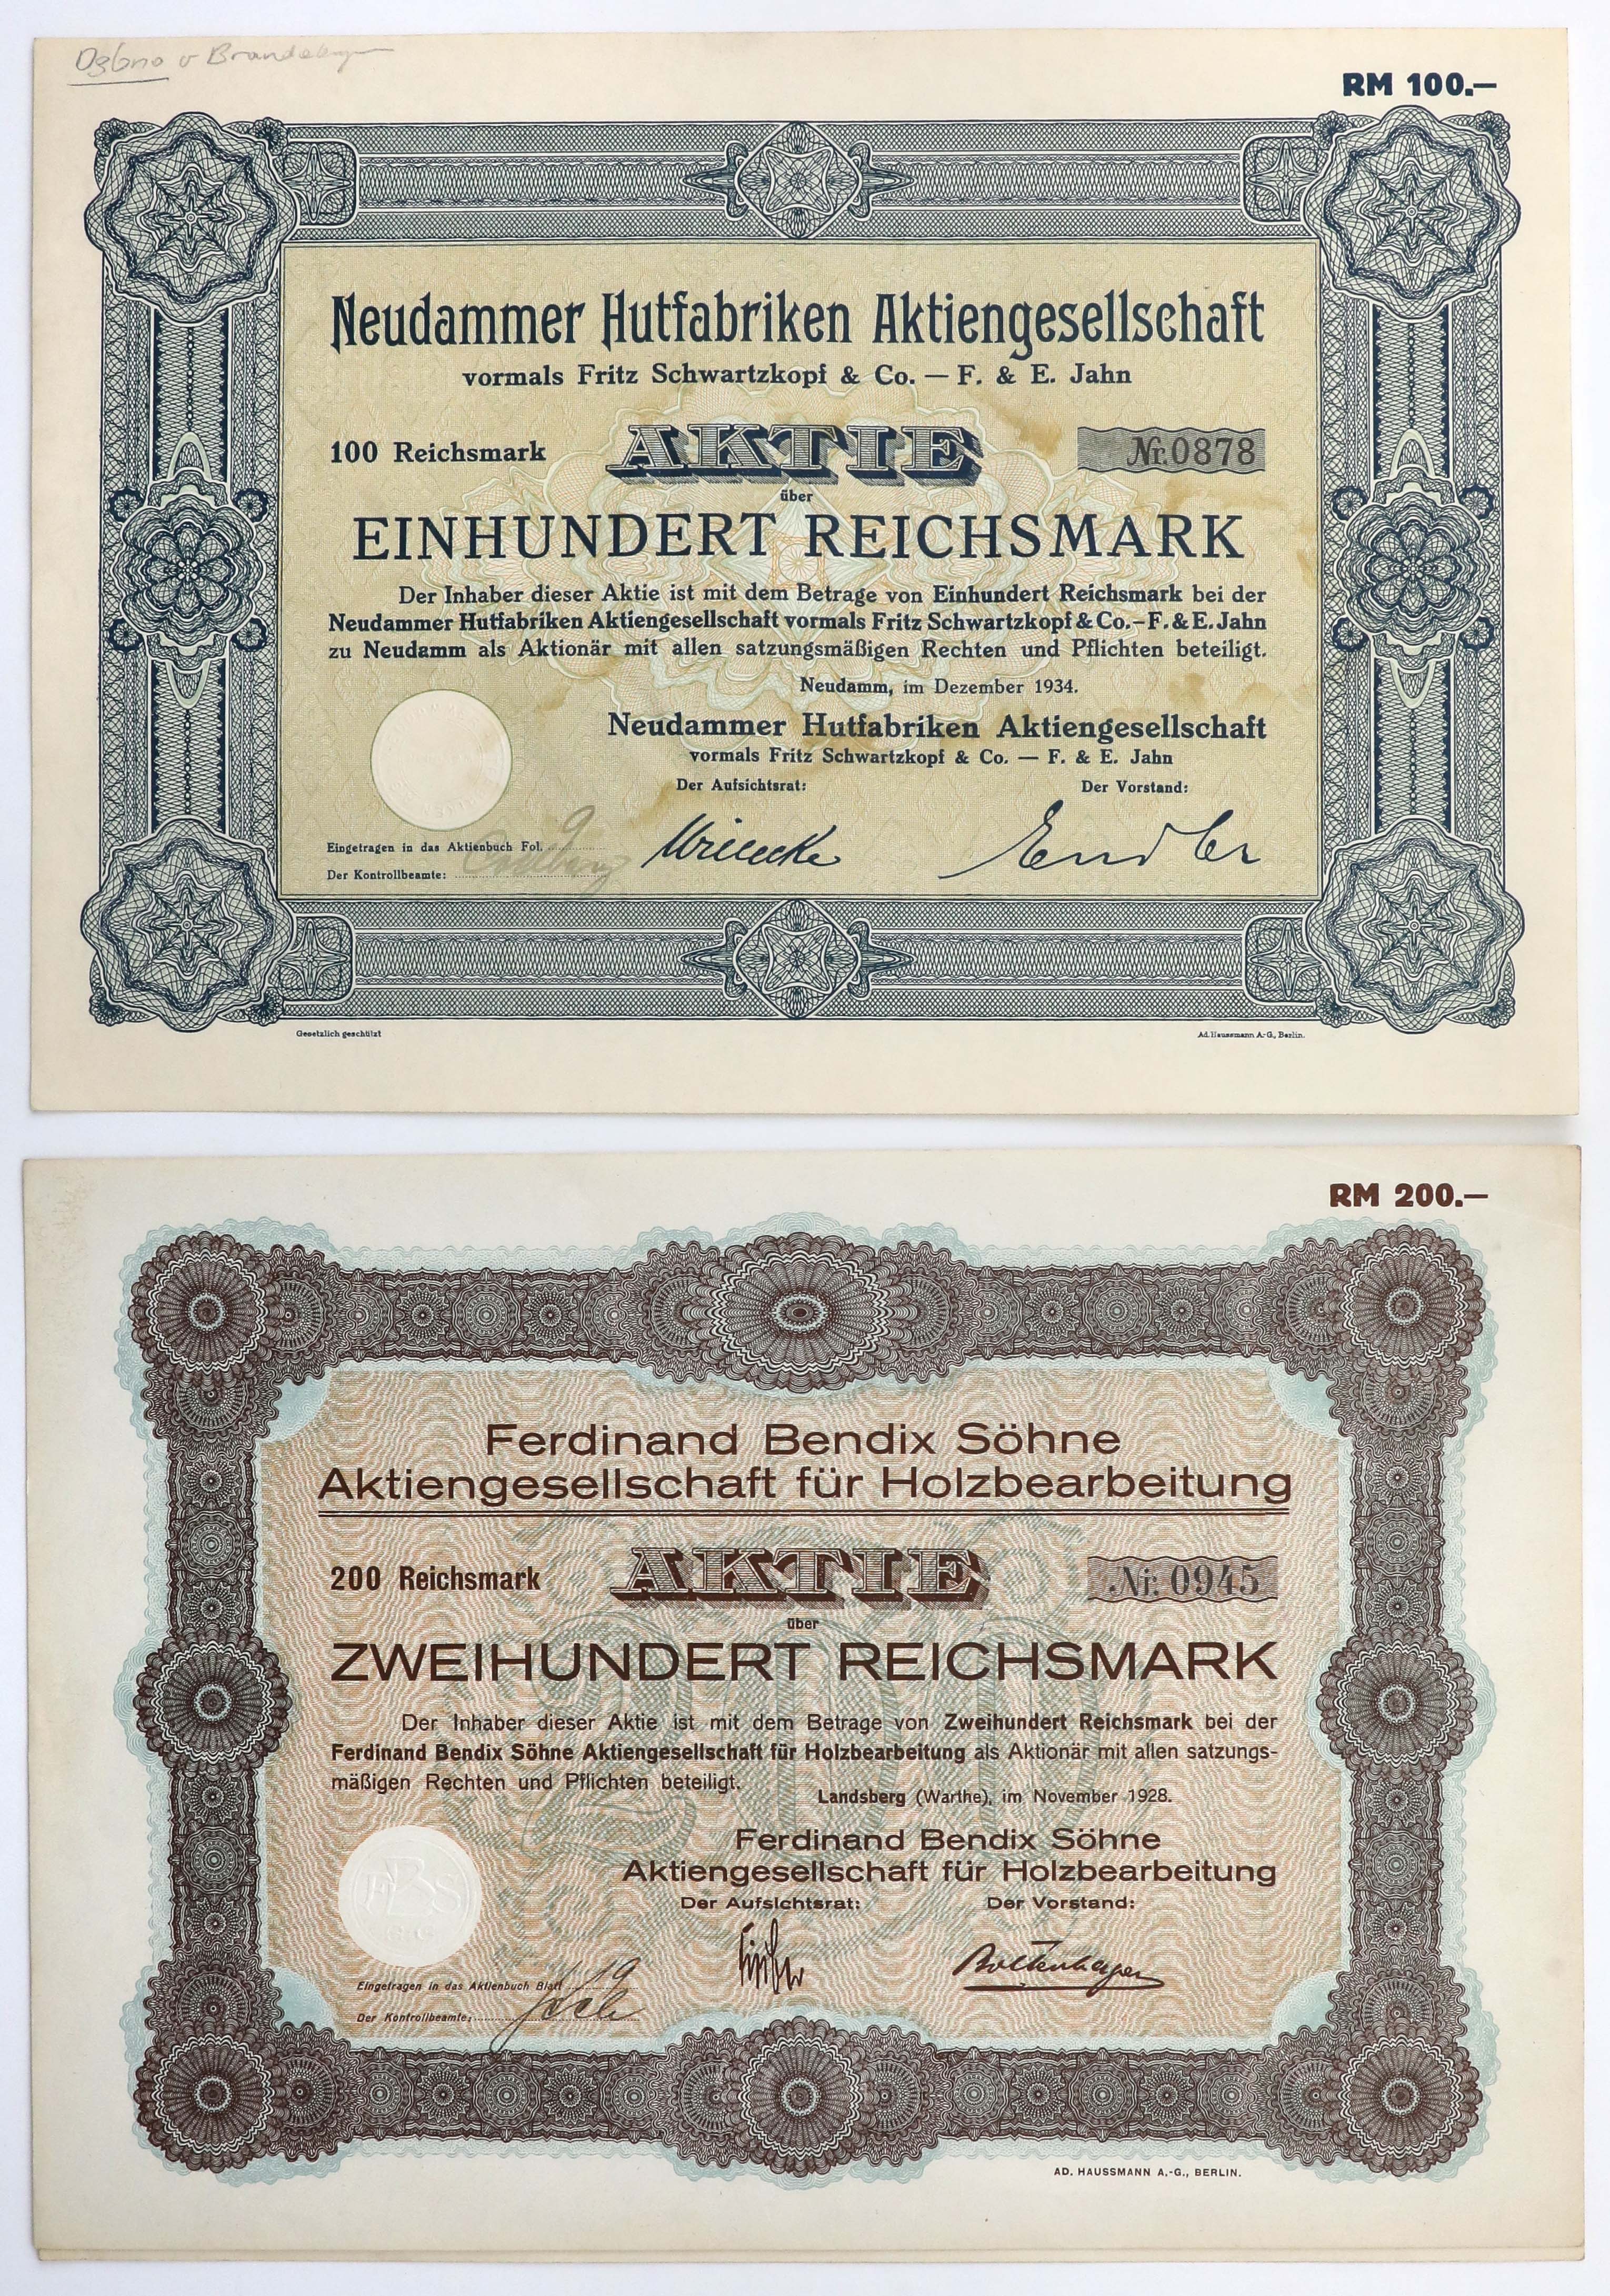 RM 100.—
Neudammer Hutfabriken Aktiengesellschaft
vormals Fritz Schwartzkopf & Co. — F. & E. Jahn
100 Reichsmark AKTIE Nr. 0878
über
EINHUNDERT REICHSMARK
Der Inhaber dieser Aktie ist mit dem Betrage von Einhundert Reichsmark bei der
Neudammer Hutfabriken Aktiengesellschaft vormals Fritz Schwartzkopf & Co.–F. & E. Jahn
zu Neudamm als Aktionär mit allen satzungsmäßigen Rechten und Pflichten beteiligt.
Neudamm, im Dezember 1934.
Neudammer Hutfabriken Aktiengesellschaft
vormals Fritz Schwartzkopf & Co. — F. & E. Jahn
Der Aufsichtsrat: Der Vorstand:
Endler
Eingetragen in das Aktienbuch Fol. 9
Der Kontrollbeamte:
Gesetzlich geschützt Ad. Haussmann A.-G., Berlin.
RM 200.—
Ferdinand Bendix Söhne
Aktiengesellschaft für Holzbearbeitung
200 Reichsmark AKTIE Nr. 0945
über
ZWEIHUNDERT REICHSMARK
Der Inhaber dieser Aktie ist mit dem Betrage von Zweihundert Reichsmark bei der
Ferdinand Bendix Söhne Aktiengesellschaft für Holzbearbeitung als Aktionär mit allen satzungs-
mäßigen Rechten und Pflichten beteiligt.
Landsberg (Warthe), im November 1928.
Ferdinand Bendix Söhne
Aktiengesellschaft für Holzbearbeitung
Der Aufsichtsrat: Der Vorstand:
FBS
Eingetragen in das Aktienbuch Blatt 19
Der Kontrollbeamte:
AD. HAUSSMANN A.-G., BERLIN.